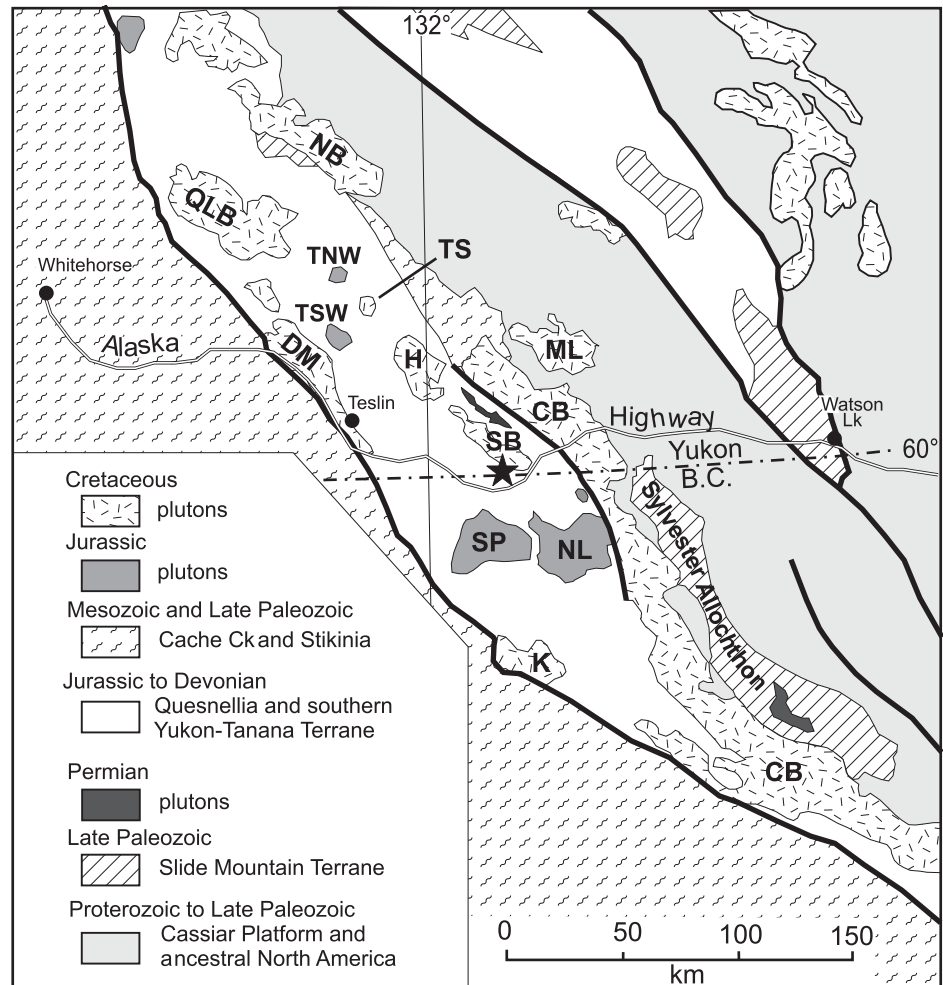 132°
NB
QLB
TNW
TS
Whitehorse
TSW
Alaska
DM
H
ML
Teslin
CB
Highway
Watson
Lk
SB
Yukon
60°
B.C.
Sylvester Allochthon
SP
NL
K
CB
Cretaceous
plutons
Jurassic
plutons
Mesozoic and Late Paleozoic
Cache Ck and Stikinia
Jurassic to Devonian
Quesnellia and southern
Yukon-Tanana Terrane
Permian
plutons
Late Paleozoic
Slide Mountain Terrane
Proterozoic to Late Paleozoic
Cassiar Platform and
ancestral North America
0 50 100 150
km